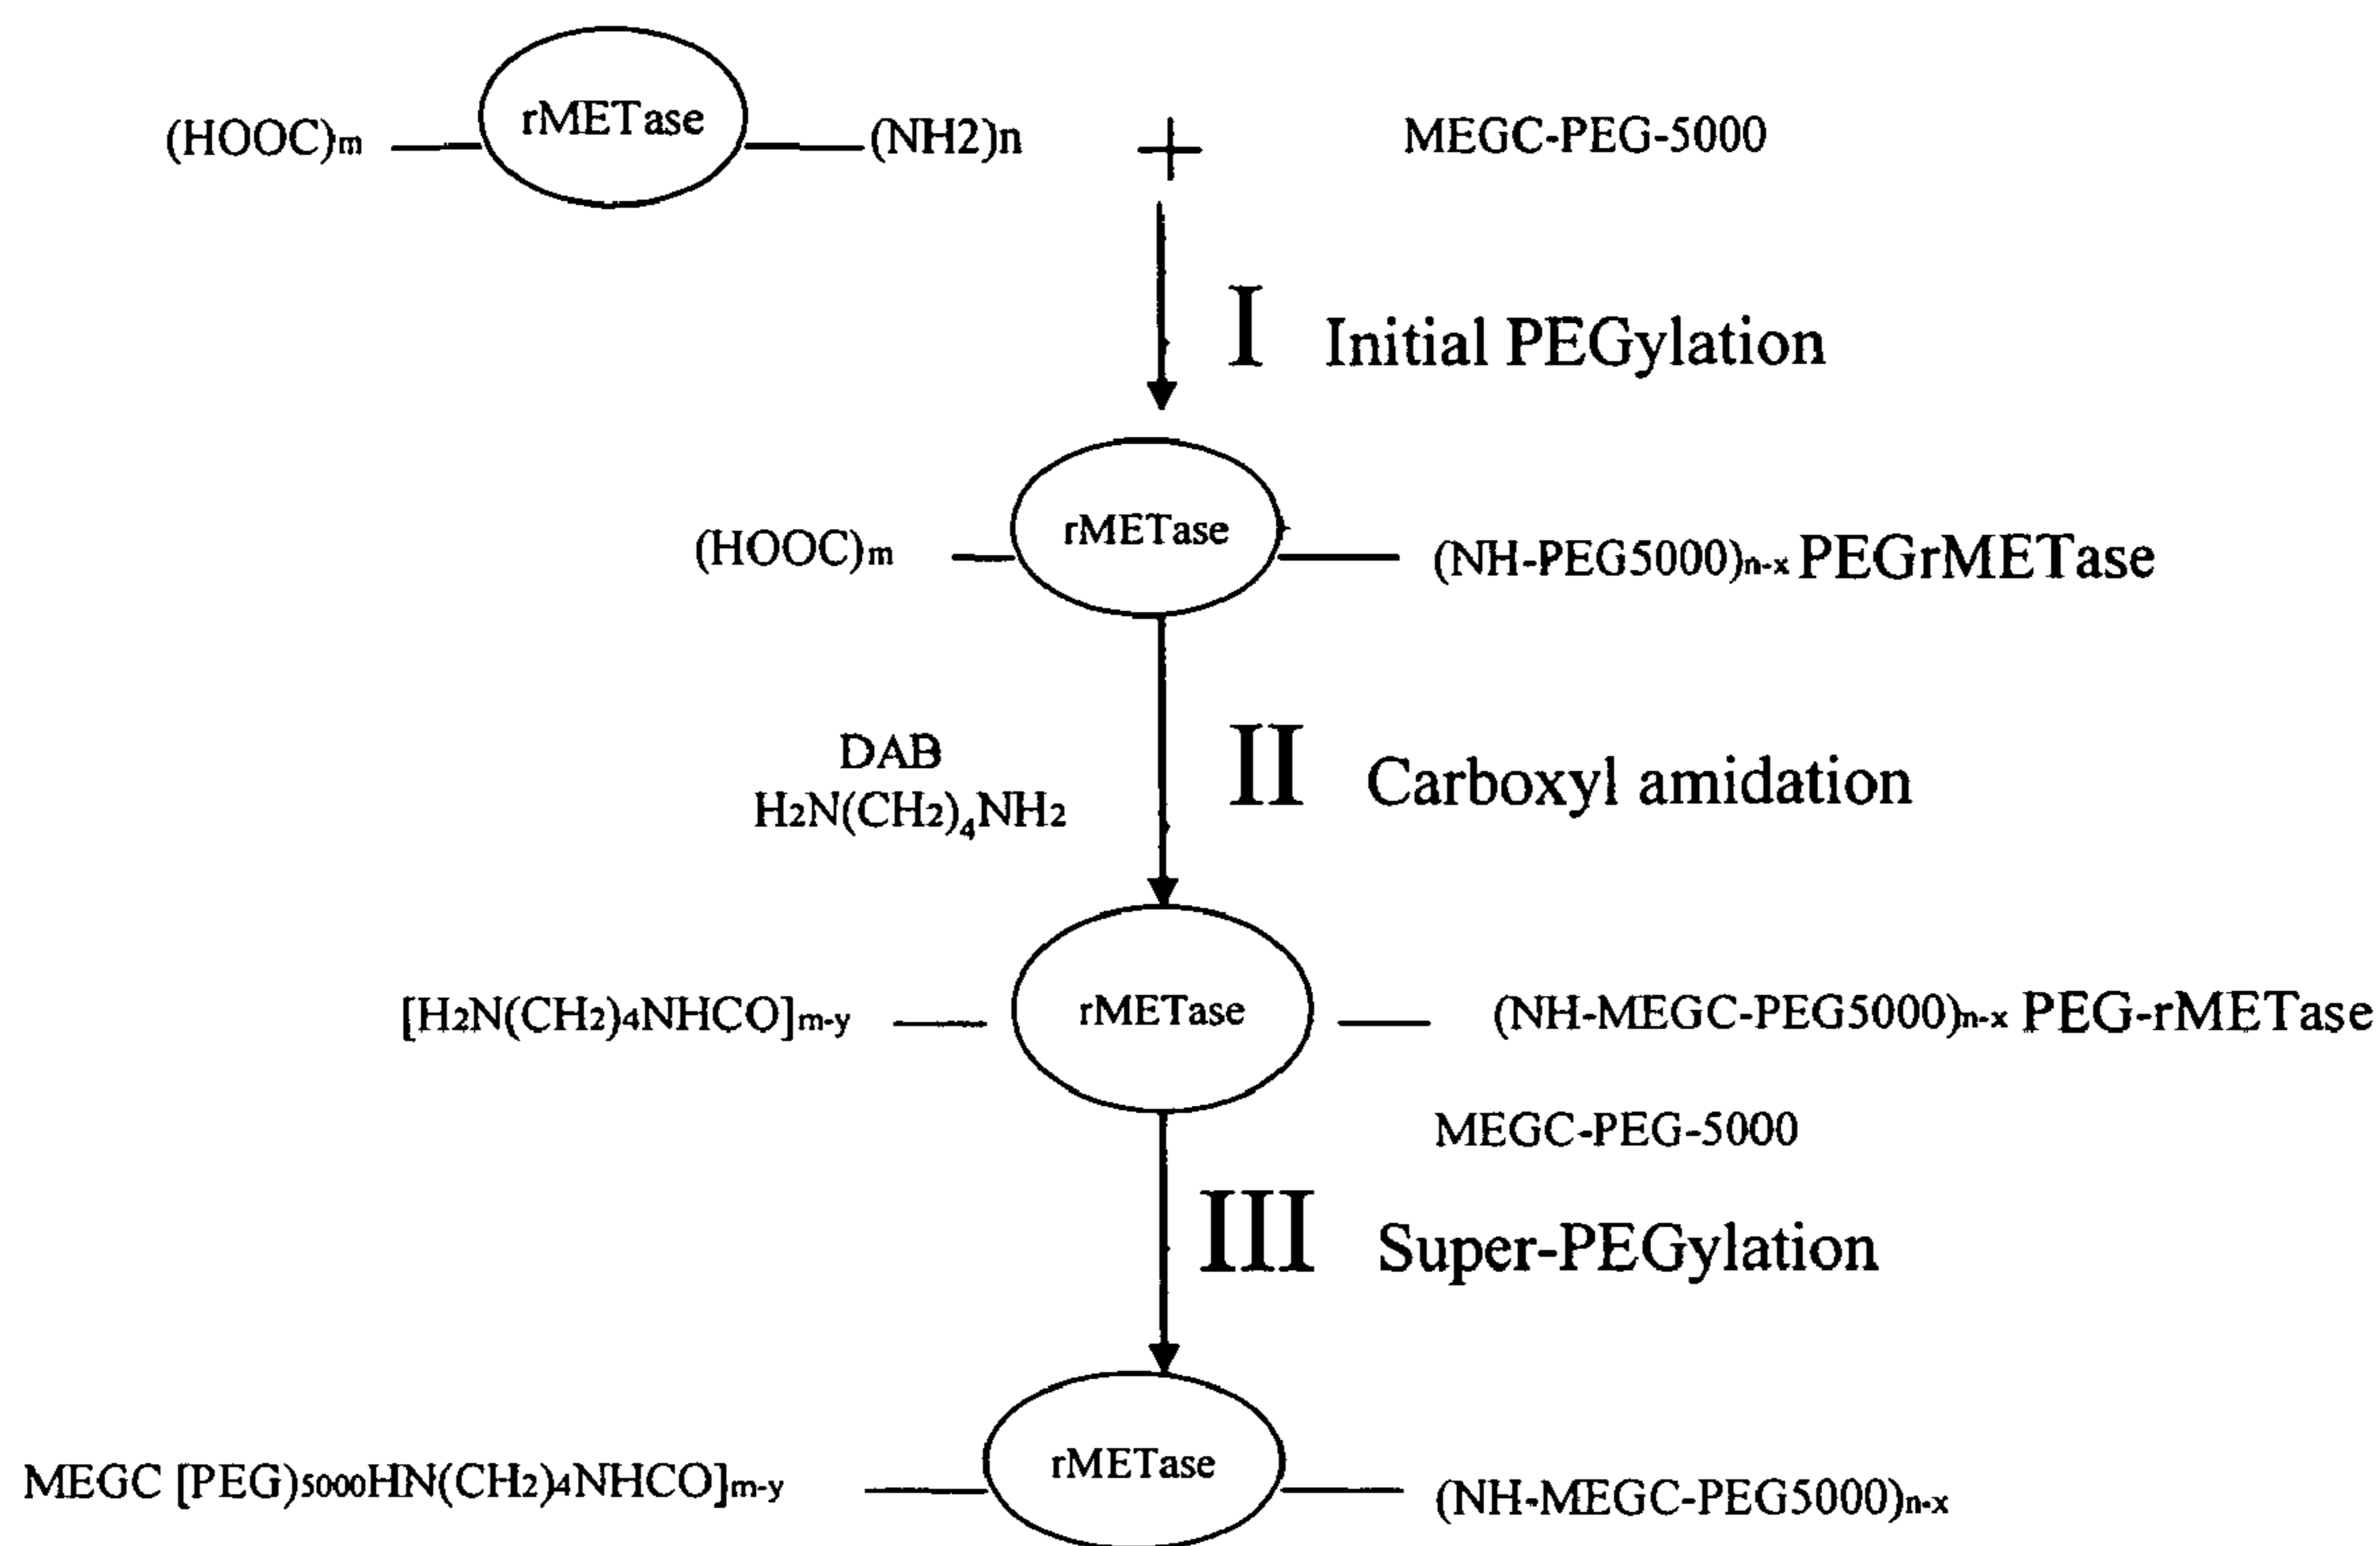 (HOOC)m rMETase (NH2)n + MEGC-PEG-5000
I Initial PEGylation
(HOOC)m rMETase (NH-PEG5000)n-x PEGrMETase
DAB
H2N(CH2)4NH2
II Carboxyl amidation
[H2N(CH2)4NHCO]m-y rMETase (NH-MEGC-PEG5000)n-x PEG-rMETase
MEGC-PEG-5000
III Super-PEGylation
MEGC [PEG)5000HN(CH2)4NHCO]m-y rMETase (NH-MEGC-PEG5000)n-x